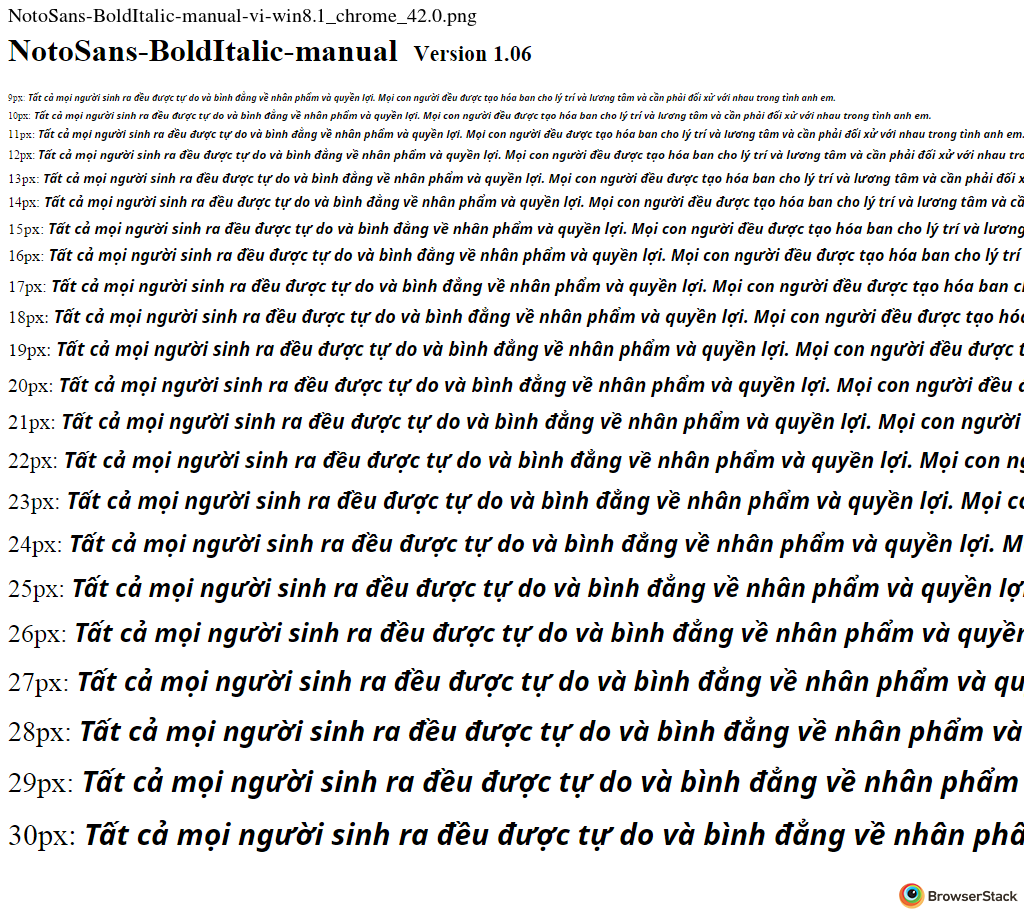 NotoSans-BoldItalic-manual-vi-win8.1_chrome_42.0.png
NotoSans-BoldItalic-manual Version 1.06
9px: Tất cả mọi người sinh ra đều được tự do và bình đẳng về nhân phẩm và quyền lợi. Mọi con người đều được tạo hóa ban cho lý trí và lương tâm và cần phải đối xử với nhau trong tình anh em.
10px: Tất cả mọi người sinh ra đều được tự do và bình đẳng về nhân phẩm và quyền lợi. Mọi con người đều được tạo hóa ban cho lý trí và lương tâm và cần phải đối xử với nhau trong tình anh em.
11px: Tất cả mọi người sinh ra đều được tự do và bình đẳng về nhân phẩm và quyền lợi. Mọi con người đều được tạo hóa ban cho lý trí và lương tâm và cần phải đối xử với nhau trong tình anh em.
12px: Tất cả mọi người sinh ra đều được tự do và bình đẳng về nhân phẩm và quyền lợi. Mọi con người đều được tạo hóa ban cho lý trí và lương tâm và cần phải đối xử với nhau tro
13px: Tất cả mọi người sinh ra đều được tự do và bình đẳng về nhân phẩm và quyền lợi. Mọi con người đều được tạo hóa ban cho lý trí và lương tâm và cần phải đối x
14px: Tất cả mọi người sinh ra đều được tự do và bình đẳng về nhân phẩm và quyền lợi. Mọi con người đều được tạo hóa ban cho lý trí và lương tâm và cầ
15px: Tất cả mọi người sinh ra đều được tự do và bình đẳng về nhân phẩm và quyền lợi. Mọi con người đều được tạo hóa ban cho lý trí và lương
16px: Tất cả mọi người sinh ra đều được tự do và bình đẳng về nhân phẩm và quyền lợi. Mọi con người đều được tạo hóa ban cho lý trí
17px: Tất cả mọi người sinh ra đều được tự do và bình đẳng về nhân phẩm và quyền lợi. Mọi con người đều được tạo hóa ban c
18px: Tất cả mọi người sinh ra đều được tự do và bình đẳng về nhân phẩm và quyền lợi. Mọi con người đều được tạo hóa
19px: Tất cả mọi người sinh ra đều được tự do và bình đẳng về nhân phẩm và quyền lợi. Mọi con người đều được t
20px: Tất cả mọi người sinh ra đều được tự do và bình đẳng về nhân phẩm và quyền lợi. Mọi con người đều
21px: Tất cả mọi người sinh ra đều được tự do và bình đẳng về nhân phẩm và quyền lợi. Mọi con người
22px: Tất cả mọi người sinh ra đều được tự do và bình đẳng về nhân phẩm và quyền lợi. Mọi con ng
23px: Tất cả mọi người sinh ra đều được tự do và bình đẳng về nhân phẩm và quyền lợi. Mọi co
24px: Tất cả mọi người sinh ra đều được tự do và bình đẳng về nhân phẩm và quyền lợi. M
25px: Tất cả mọi người sinh ra đều được tự do và bình đẳng về nhân phẩm và quyền lợi
26px: Tất cả mọi người sinh ra đều được tự do và bình đẳng về nhân phẩm và quyền
27px: Tất cả mọi người sinh ra đều được tự do và bình đẳng về nhân phẩm và qu
28px: Tất cả mọi người sinh ra đều được tự do và bình đẳng về nhân phẩm và
29px: Tất cả mọi người sinh ra đều được tự do và bình đẳng về nhân phẩm
30px: Tất cả mọi người sinh ra đều được tự do và bình đẳng về nhân phẩ
BrowserStack